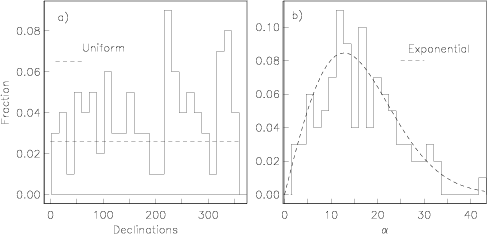 a)
Uniform
Fraction
0.08
0.06
0.04
0.02
0.00
0
100
200
300
Declinations
b)
Exponential
0.10
0.08
0.06
0.04
0.02
0.00
0
10
20
30
40
α